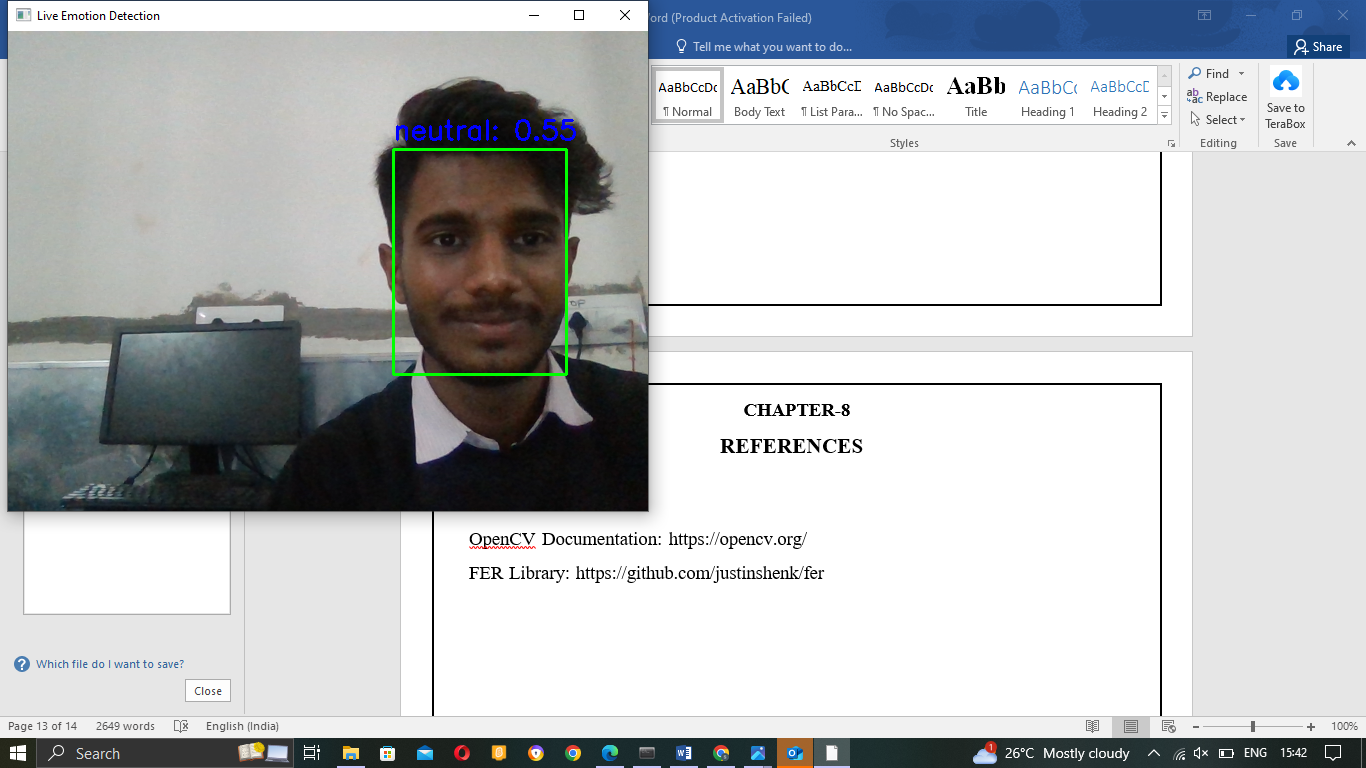 Live Emotion Detection
Word (Product Activation Failed)
Tell me what you want to do...
Share
AaBbCcDc
¶ Normal
AaBbC
Body Text
AaBbCcD
¶ List Para...
AaBbCcDc
¶ No Spac...
AaBb
Title
AaBbCc
Heading 1
AaBbCcD
Heading 2
Styles
Find
Replace
Select
Editing
Save to
TeraBox
Save
neutral: 0.55
CHAPTER-8
REFERENCES
OpenCV Documentation: https://opencv.org/
FER Library: https://github.com/justinshenk/fer
Which file do I want to save?
Close
Page 13 of 14
2649 words
English (India)
100%
Search
1
26°C Mostly cloudy
ENG
15:42